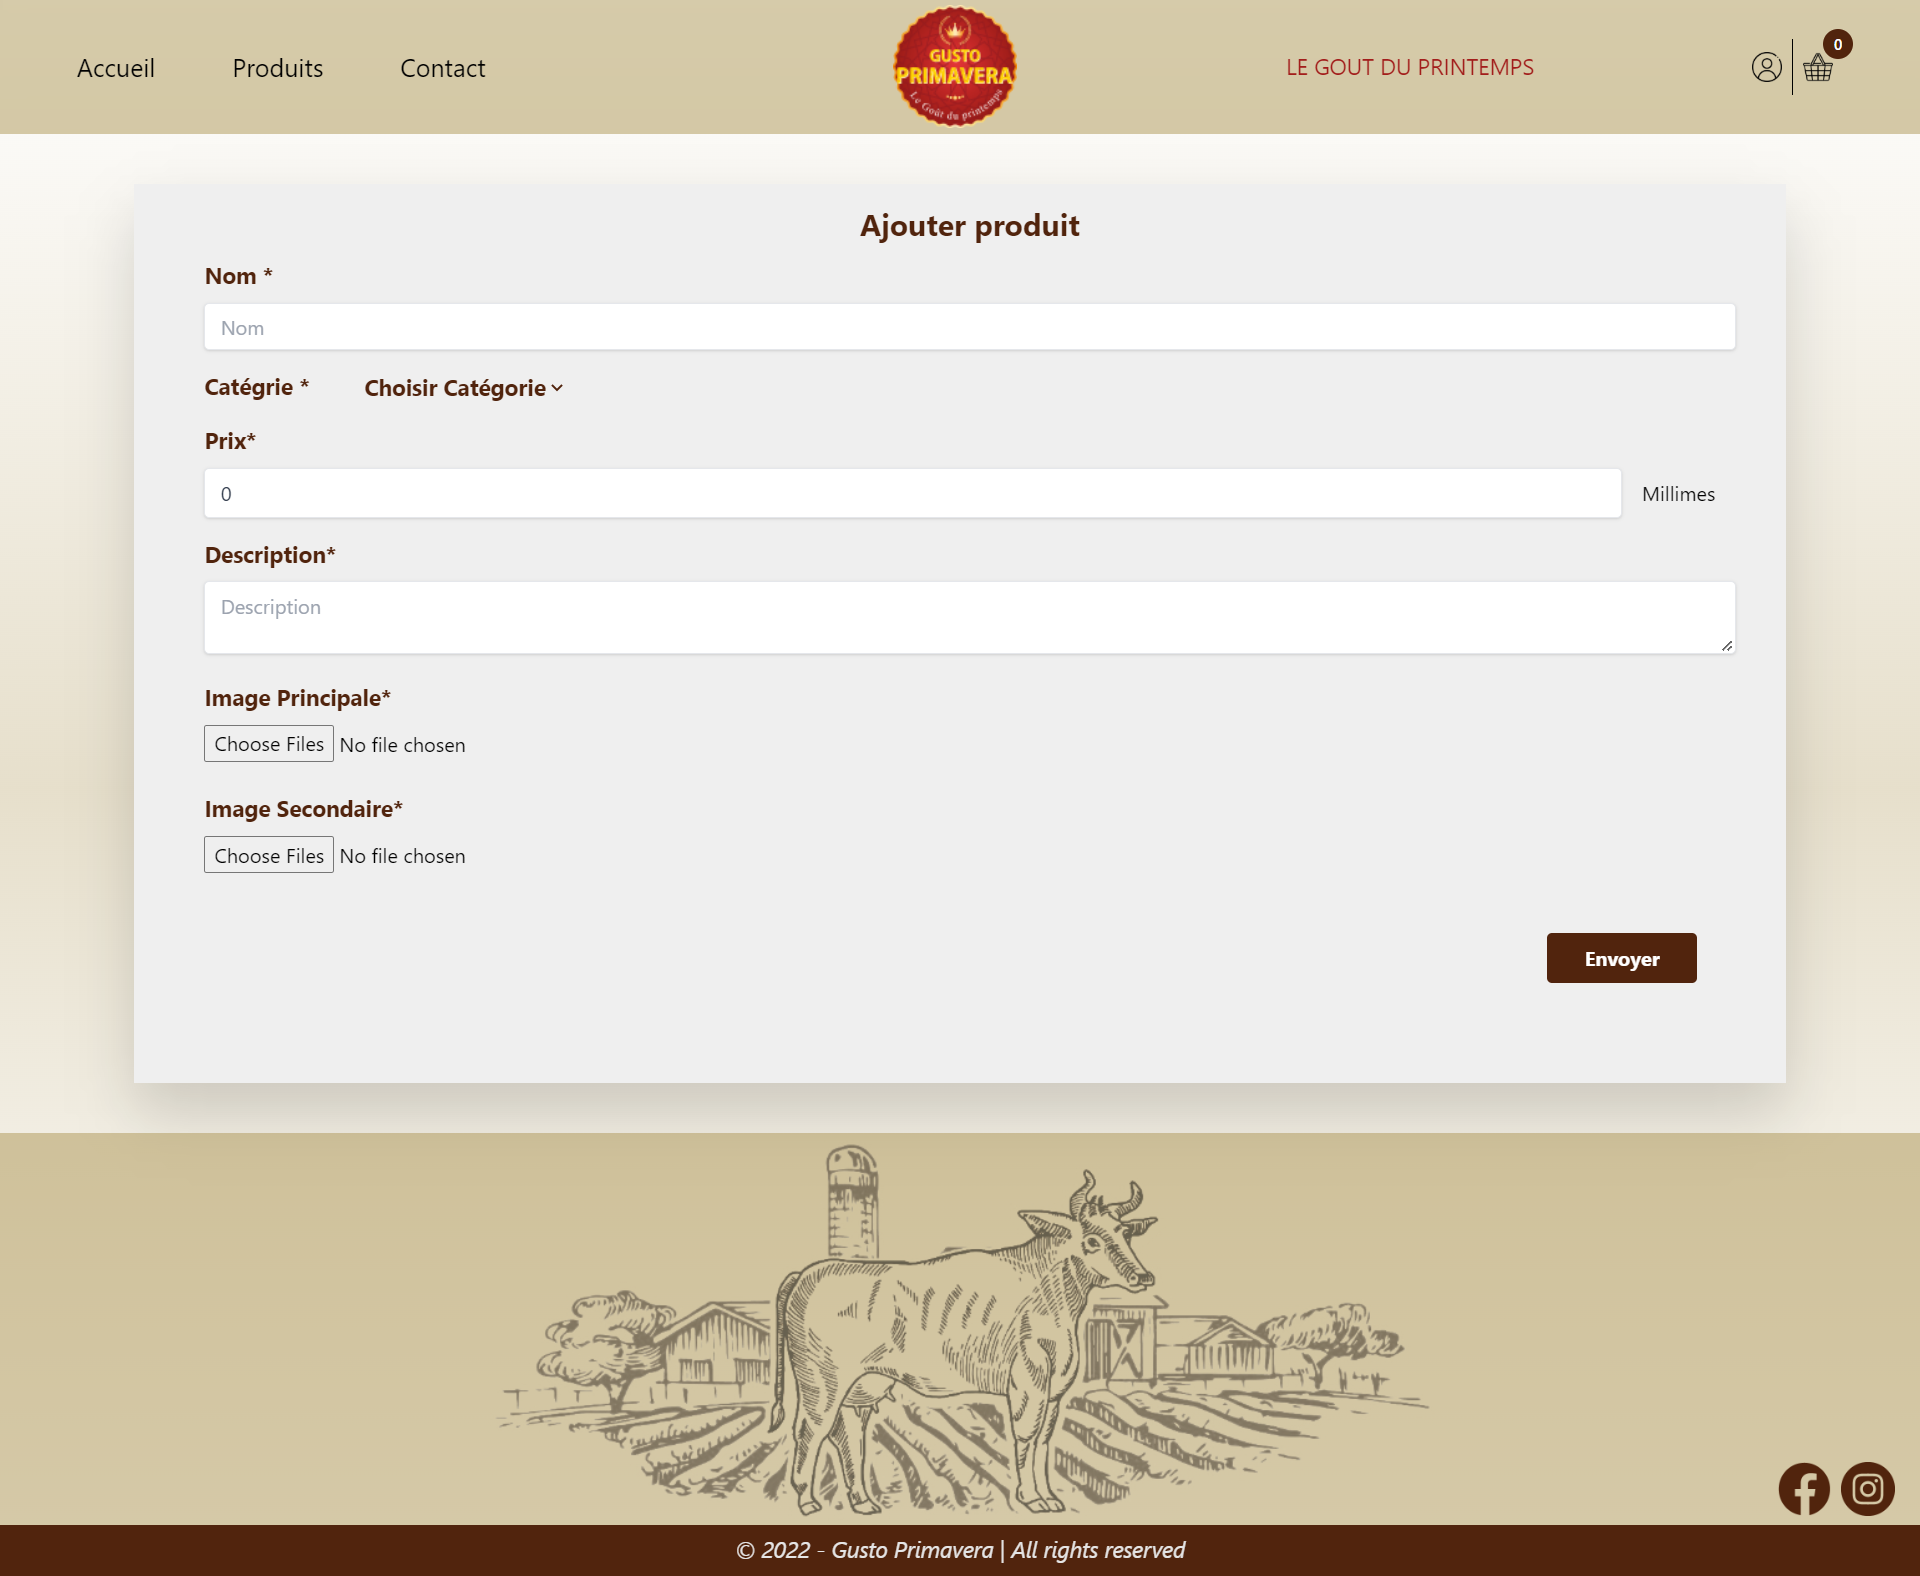 Accueil Produits Contact
GUSTO
PRIMAVERA
Le Goût du printemps
LE GOUT DU PRINTEMPS
0
Ajouter produit
Nom *
Nom
Catégrie * Choisir Catégorie
Prix*
0 Millimes
Description*
Description
Image Principale*
Choose Files No file chosen
Image Secondaire*
Choose Files No file chosen
Envoyer
© 2022 - Gusto Primavera | All rights reserved